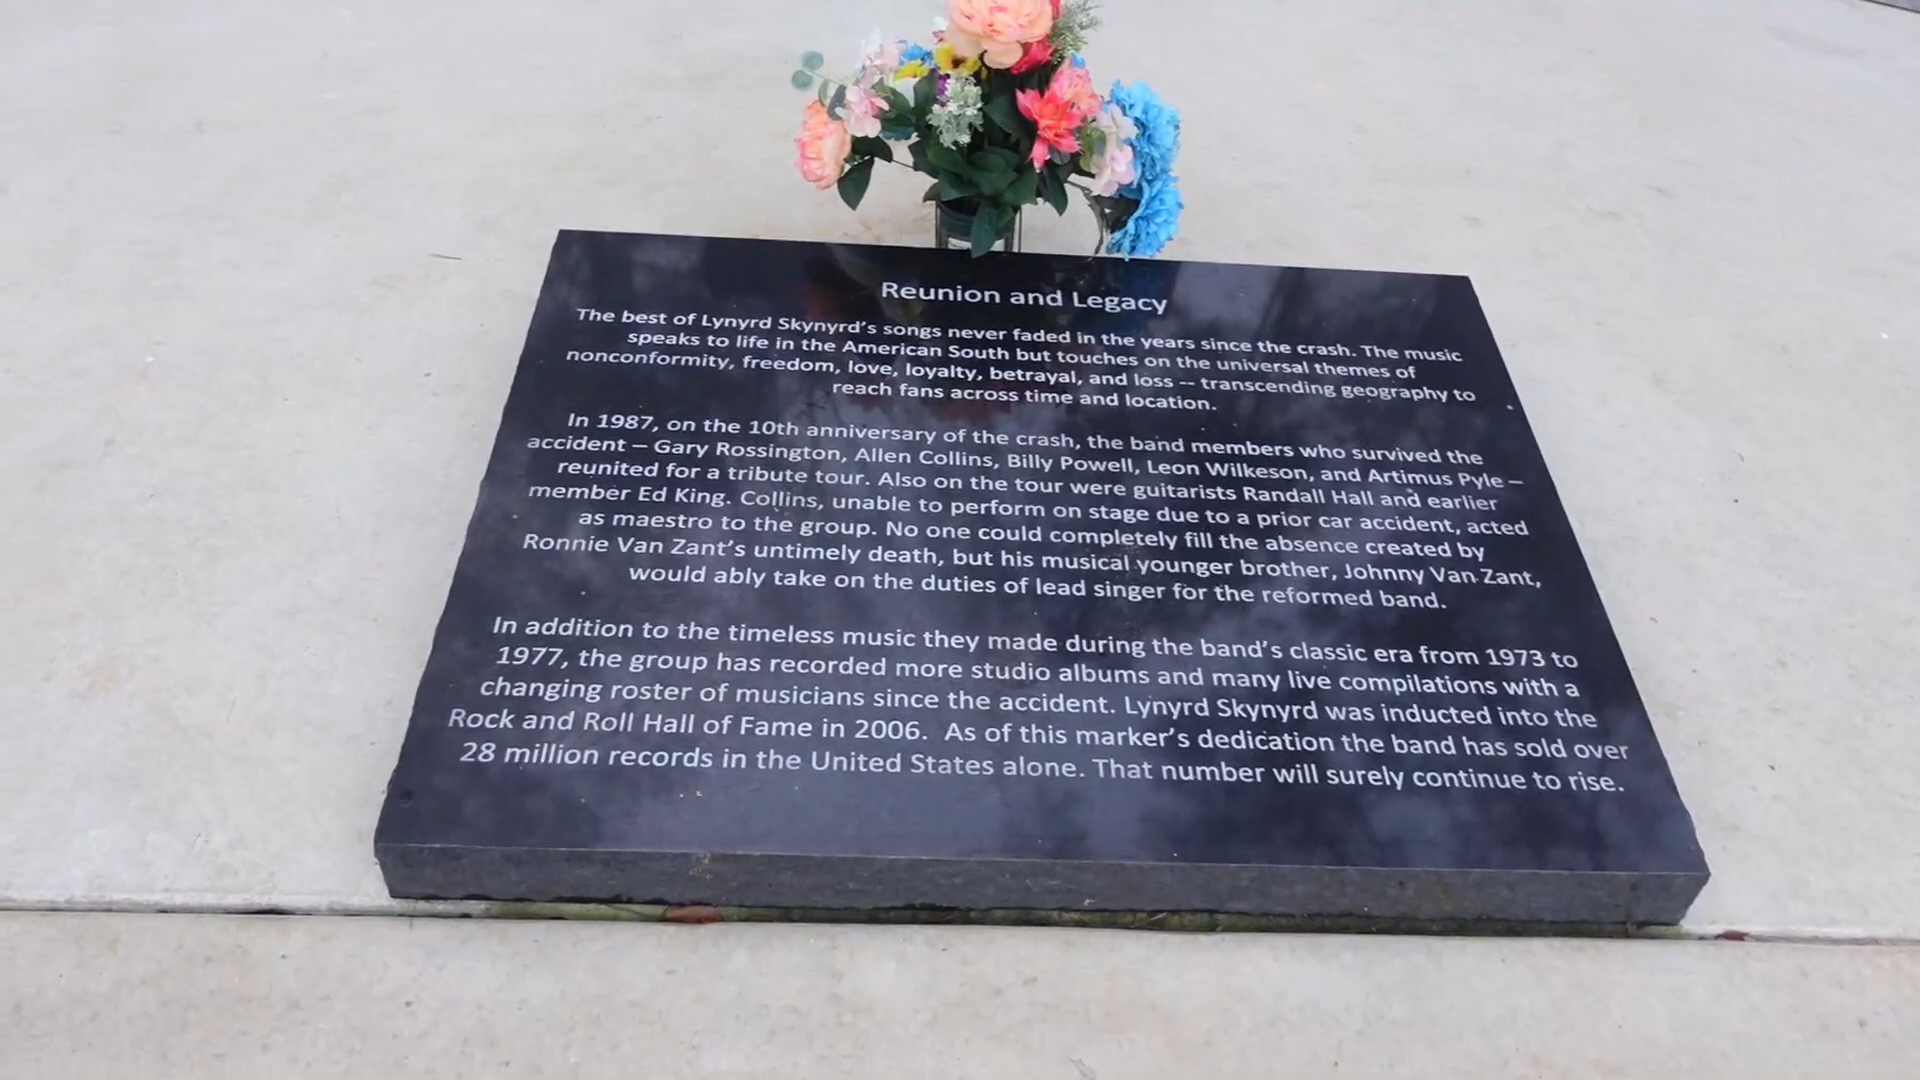 Reunion and Legacy
The best of Lynyrd Skynyrd's songs never faded in the years since the crash. The music
speaks to life in the American South but touches on the universal themes of
nonconformity, freedom, love, loyalty, betrayal, and loss -- transcending geography to
reach fans across time and location.
In 1987, on the 10th anniversary of the crash, the band members who survived the
accident – Gary Rossington, Allen Collins, Billy Powell, Leon Wilkeson, and Artimus Pyle –
reunited for a tribute tour. Also on the tour were guitarists Randall Hall and earlier
member Ed King. Collins, unable to perform on stage due to a prior car accident, acted
as maestro to the group. No one could completely fill the absence created by
Ronnie Van Zant's untimely death, but his musical younger brother, Johnny Van Zant,
would ably take on the duties of lead singer for the reformed band.
In addition to the timeless music they made during the band's classic era from 1973 to
1977, the group has recorded more studio albums and many live compilations with a
changing roster of musicians since the accident. Lynyrd Skynyrd was inducted into the
Rock and Roll Hall of Fame in 2006. As of this marker's dedication the band has sold over
28 million records in the United States alone. That number will surely continue to rise.